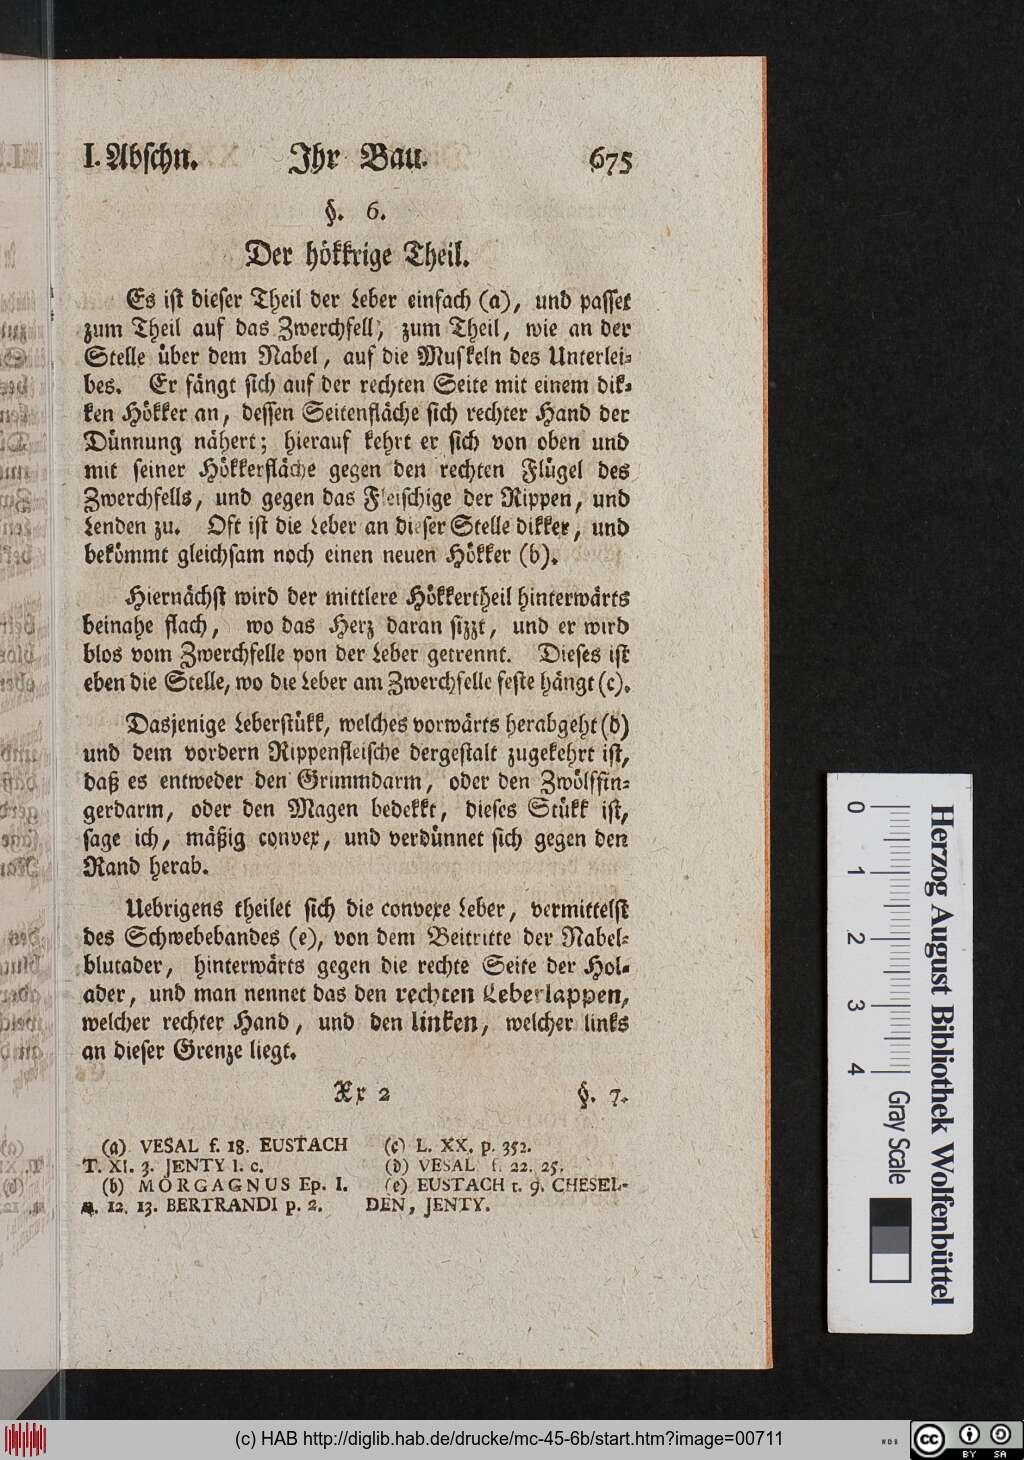 I. Abschn. Ihr Bau. 675
§. 6.
Der hökkrige Theil.
Es ist dieser Theil der Leber einfach (a), und passet
zum Theil auf das Zwerchfell, zum Theil, wie an der
Stelle über dem Nabel, auf die Muskeln des Unterlei-
bes. Er fängt sich auf der rechten Seite mit einem dik-
ken Hökker an, dessen Seitenfläche sich rechter Hand der
Dünnung nähert; hierauf kehrt er sich von oben und
mit seiner Hökkerfläche gegen den rechten Flügel des
Zwerchfells, und gegen das Fleischige der Rippen, und
Lenden zu. Oft ist die Leber an dieser Stelle dikker, und
bekömmt gleichsam noch einen neuen Hökker (b).
Hiernächst wird der mittlere Hökkertheil hinterwärts
beinahe flach, wo das Herz daran sizzt, und er wird
blos vom Zwerchfelle von der Leber getrennt. Dieses ist
eben die Stelle, wo die Leber am Zwerchfelle feste hängt (c).
Dasjenige Leberstükk, welches vorwärts herabgeht (d)
und dem vordern Rippenfleische dergestalt zugekehrt ist,
daß es entweder den Grimmdarm, oder den Zwölffin-
gerdarm, oder den Magen bedekkt, dieses Stükk ist,
sage ich, mäßig convex, und verdünnet sich gegen den
Rand herab.
Uebrigens theilet sich die convexe Leber, vermittelst
des Schwebebandes (e), von dem Beitritte der Nabel-
blutader, hinterwärts gegen die rechte Seite der Hol-
ader, und man nennet das den rechten Leberlappen,
welcher rechter Hand, und den linken, welcher links
an dieser Grenze liegt.
Xx 2 §. 7.
(a) VESAL f. 18. EUSTACH
T. XI. 3. JENTY l. c.
(b) MORGAGNUS Ep. I.
n. 12. 13. BERTRANDI p. 2.
(c) L. XX. p. 352.
(d) VESAL f. 22. 25.
(e) EUSTACH t. 9. CHESEL-
DEN, JENTY.
0 1 2 3 4
Gray Scale
Herzog August Bibliothek Wolfenbüttel
(c) HAB http://diglib.hab.de/drucke/mc-45-6b/start.htm?image=00711
cc BY SA